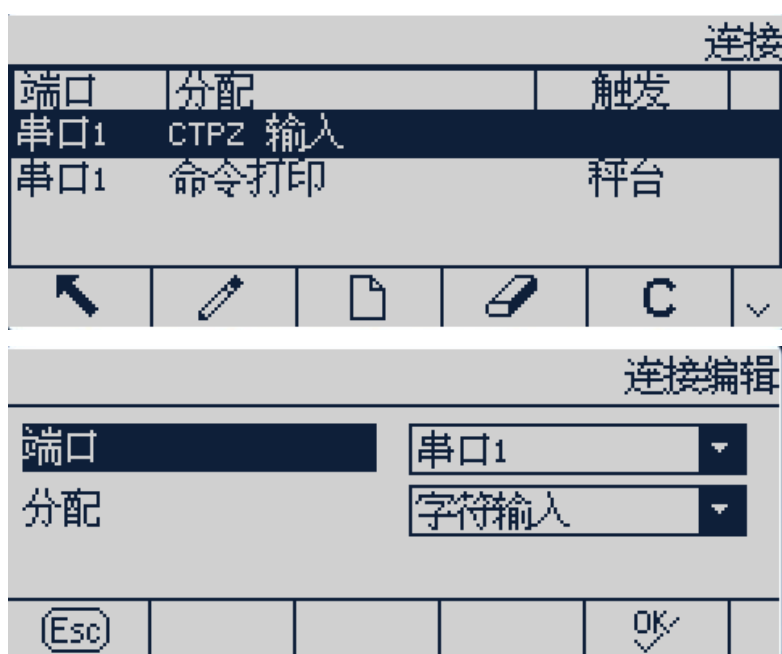 连接
端口 分配 触发
串口1 CTPZ 输入
串口1 命令打印 秤台
C
连接编辑
端口 串口1
分配 字符输入
Esc OK